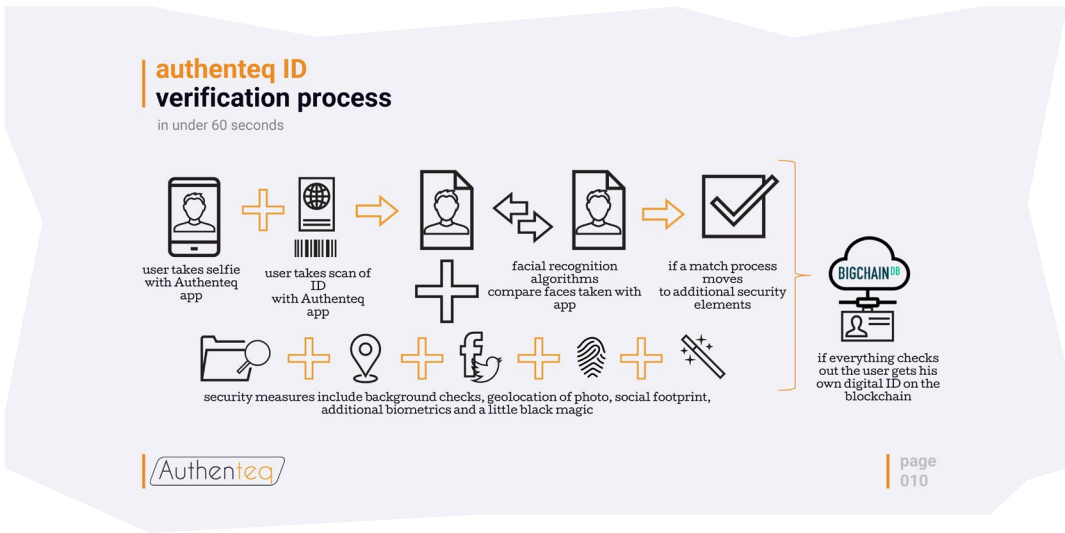 authenteq ID
verification process
in under 60 seconds
user takes selfie
with Authenteq
app
user takes scan of
ID
with Authenteq
app
facial recognition
algorithms
compare faces taken with
app
if a match process
moves
to additional security
elements
BIGCHAINDB
if everything checks
out the user gets his
own digital ID on the
blockchain
security measures include background checks, geolocation of photo, social footprint,
additional biometrics and a little black magic
Authenteq
page
010